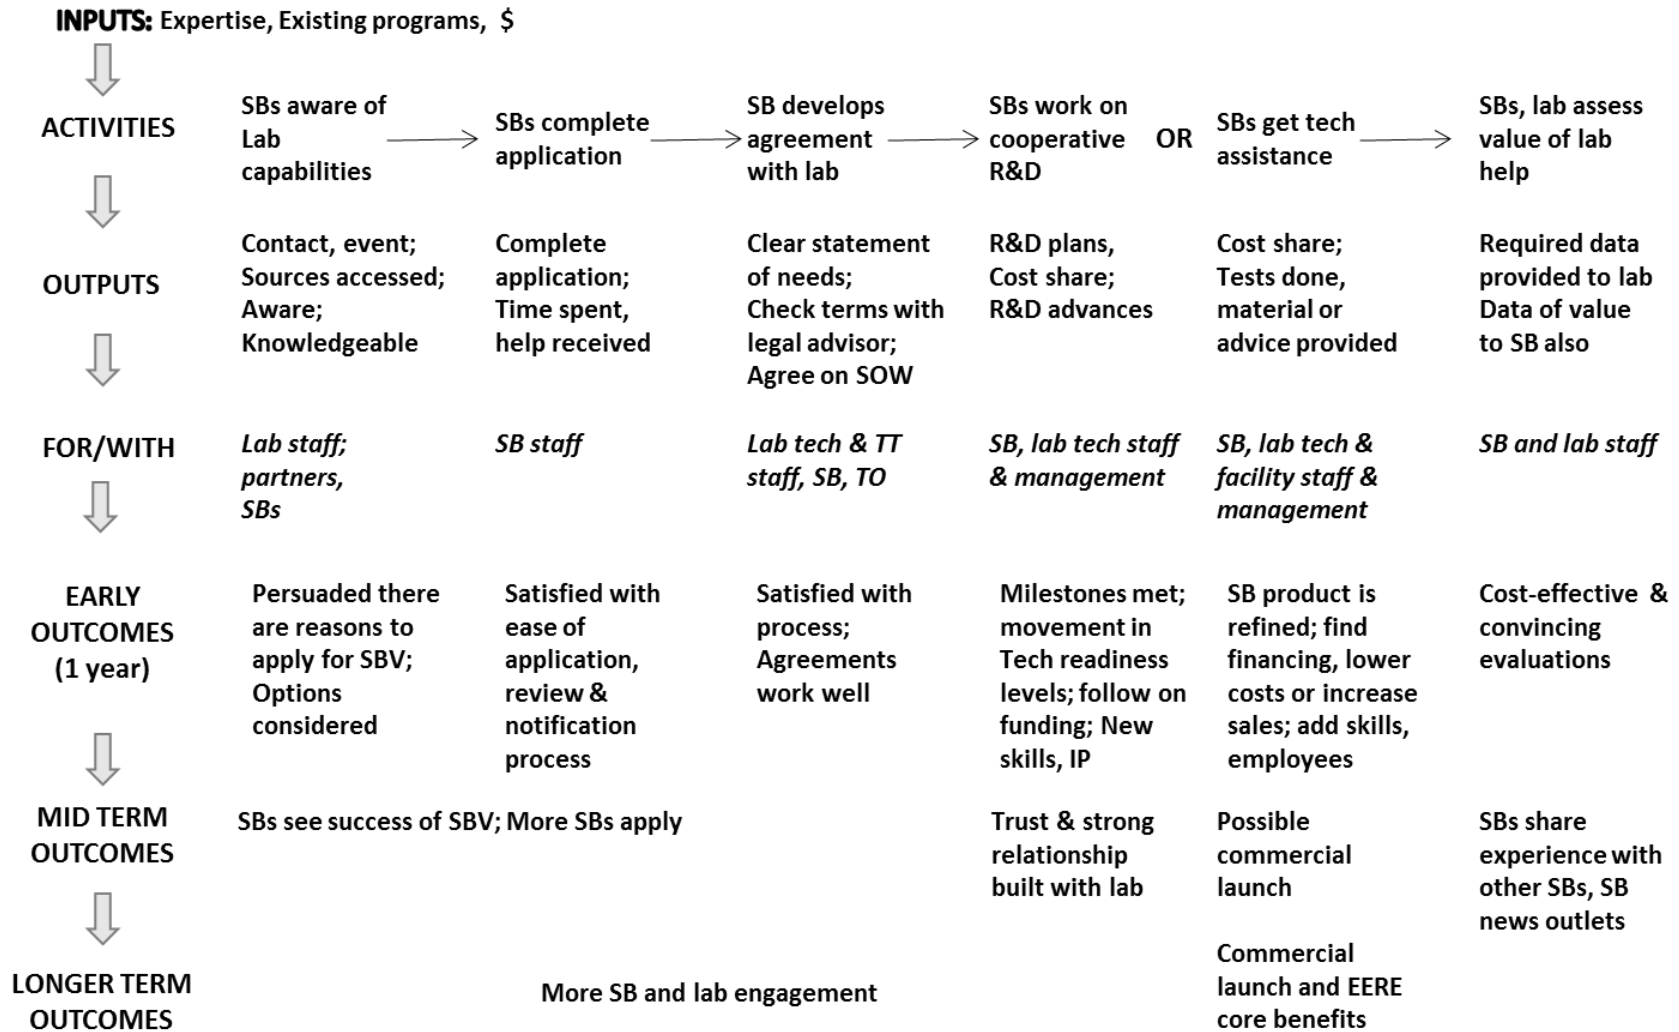 INPUTS: Expertise, Existing programs, $
ACTIVITIES
SBs aware of
Lab
capabilities
SBs complete
application
SB develops
agreement
with lab
SBs work on
cooperative
R&D
OR
SBs get tech
assistance
SBs, lab assess
value of lab
help
OUTPUTS
Contact, event;
Sources accessed;
Aware;
Knowledgeable
Complete
application;
Time spent,
help received
Clear statement
of needs;
Check terms with
legal advisor;
Agree on SOW
R&D plans,
Cost share;
R&D advances
Cost share;
Tests done,
material or
advice provided
Required data
provided to lab
Data of value
to SB also
FOR/WITH
Lab staff;
partners,
SBs
SB staff
Lab tech & TT
staff, SB, TO
SB, lab tech staff
& management
SB, lab tech &
facility staff &
management
SB and lab staff
EARLY
OUTCOMES
(1 year)
Persuaded there
are reasons to
apply for SBV;
Options
considered
Satisfied with
ease of
application,
review &
notification
process
Satisfied with
process;
Agreements
work well
Milestones met;
movement in
Tech readiness
levels; follow on
funding; New
skills, IP
SB product is
refined; find
financing, lower
costs or increase
sales; add skills,
employees
Cost-effective &
convincing
evaluations
MID TERM
OUTCOMES
SBs see success of SBV; More SBs apply
Trust & strong
relationship
built with lab
Possible
commercial
launch
SBs share
experience with
other SBs, SB
news outlets
LONGER TERM
OUTCOMES
More SB and lab engagement
Commercial
launch and EERE
core benefits